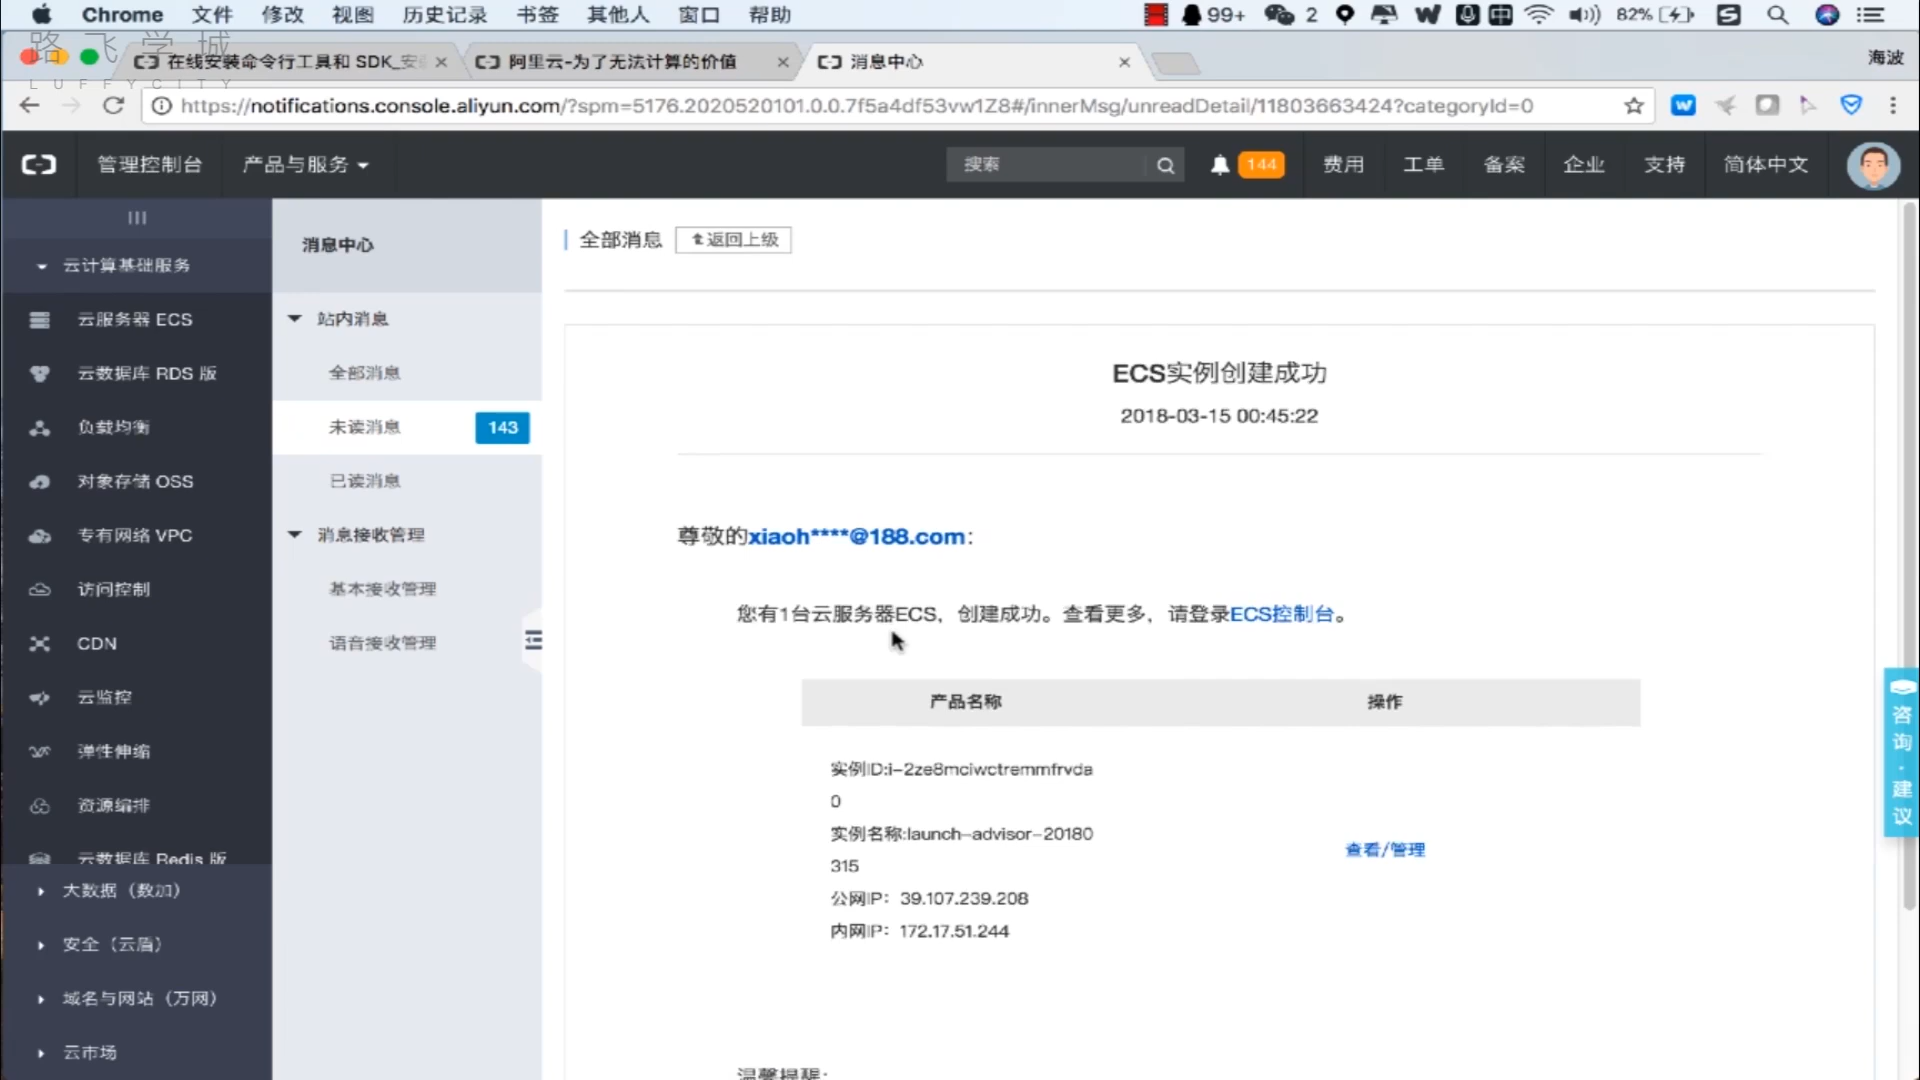 Chrome 文件 修改 视图 历史记录 书签 其他人 窗口 帮助 99+ 2 82%
路飞学城
LUFFYCITY
在线安装命令行工具和 SDK_安 阿里云-为了无法计算的价值 消息中心 海波
https://notifications.console.aliyun.com/?spm=5176.2020520101.0.0.7f5a4df53vw1Z8#/innerMsg/unreadDetail/11803663424?categoryId=0
管理控制台 产品与服务 搜索 144 费用 工单 备案 企业 支持 简体中文
云计算基础服务
云服务器 ECS
云数据库 RDS 版
负载均衡
对象存储 OSS
专有网络 VPC
访问控制
CDN
云监控
弹性伸缩
资源编排
云数据库 Redis 版
大数据（数加）
安全（云盾）
域名与网站（万网）
云市场
消息中心
站内消息
全部消息
未读消息 143
已读消息
消息接收管理
基本接收管理
语音接收管理
全部消息 返回上级
ECS实例创建成功
2018-03-15 00:45:22
尊敬的xiaoh****@188.com：
您有1台云服务器ECS，创建成功。查看更多，请登录ECS控制台。
产品名称 操作
实例ID:i-2ze8mciwctremmfrvda
0
实例名称:launch-advisor-20180
315
公网IP：39.107.239.208
内网IP：172.17.51.244
查看/管理
温馨提醒：
咨询·建议